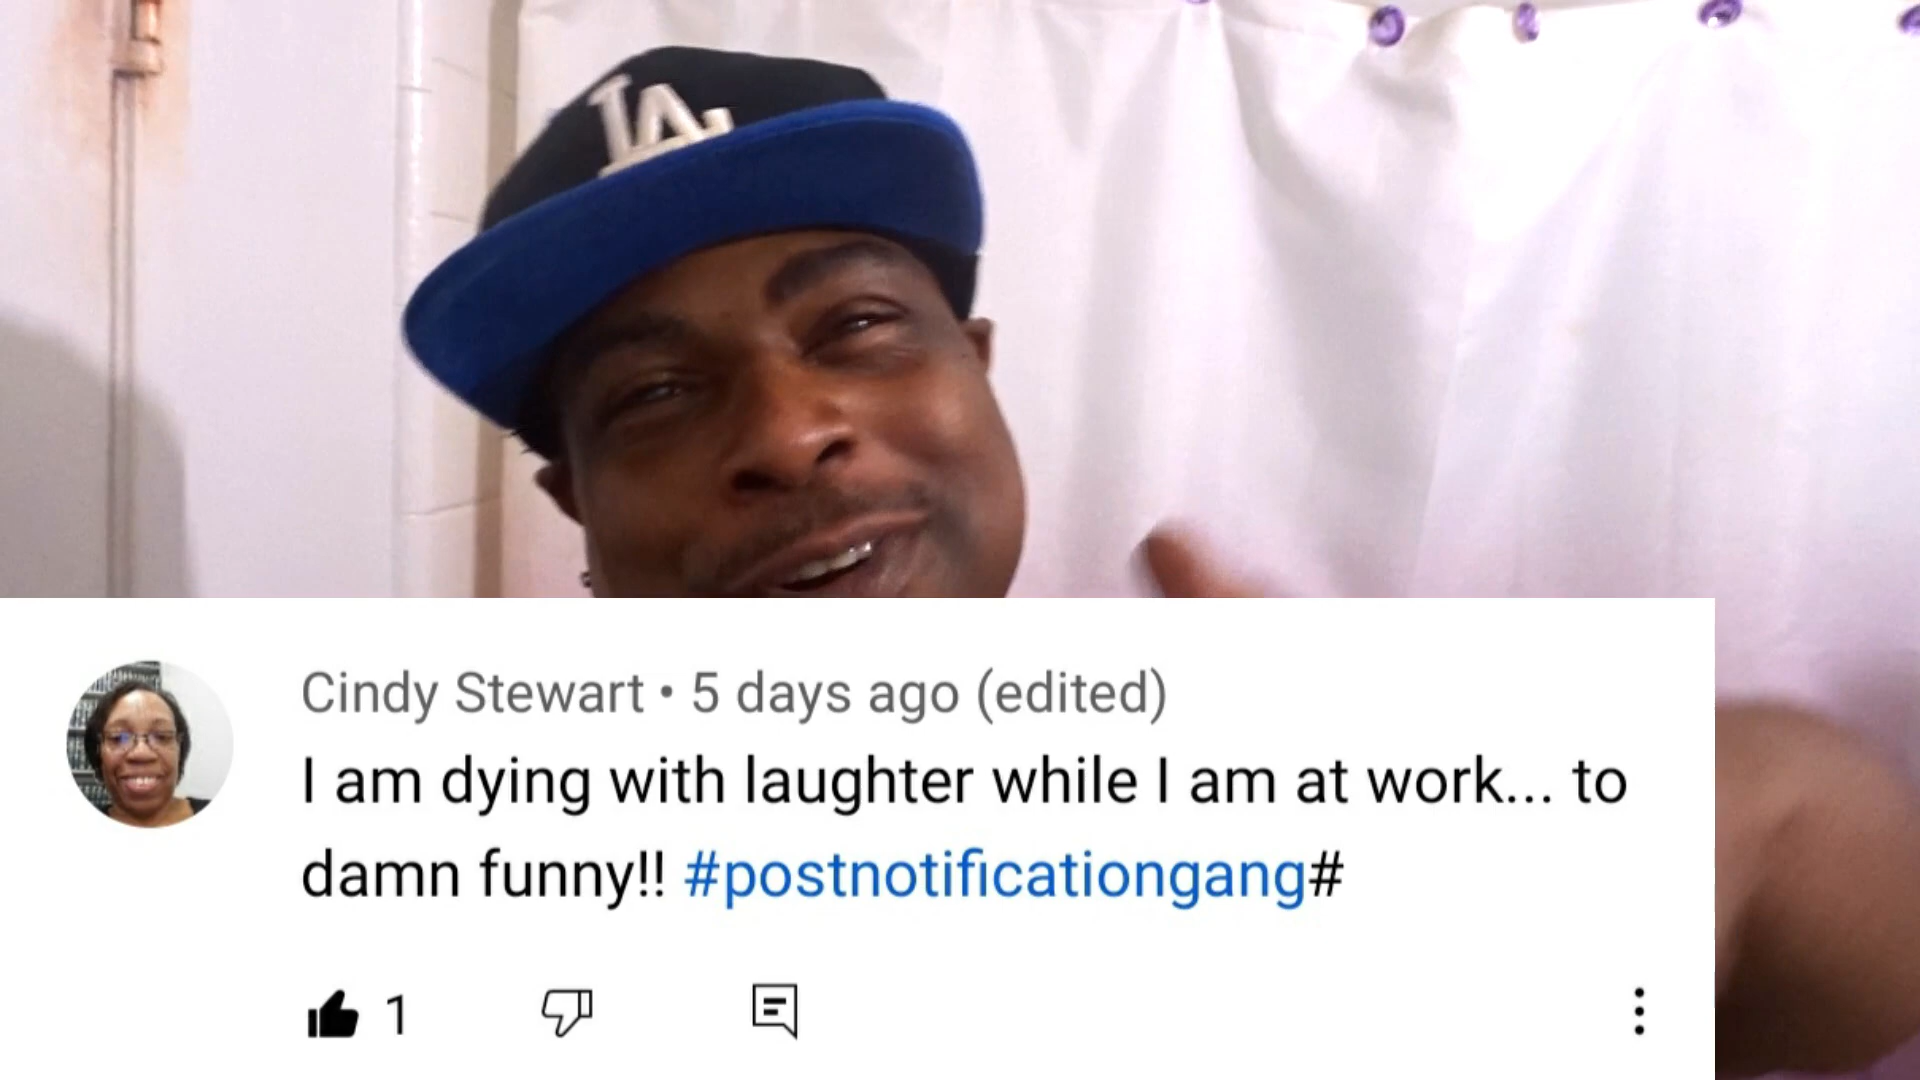 LA
Cindy Stewart • 5 days ago (edited)
I am dying with laughter while I am at work... to
damn funny!! #postnotificationgang#
1